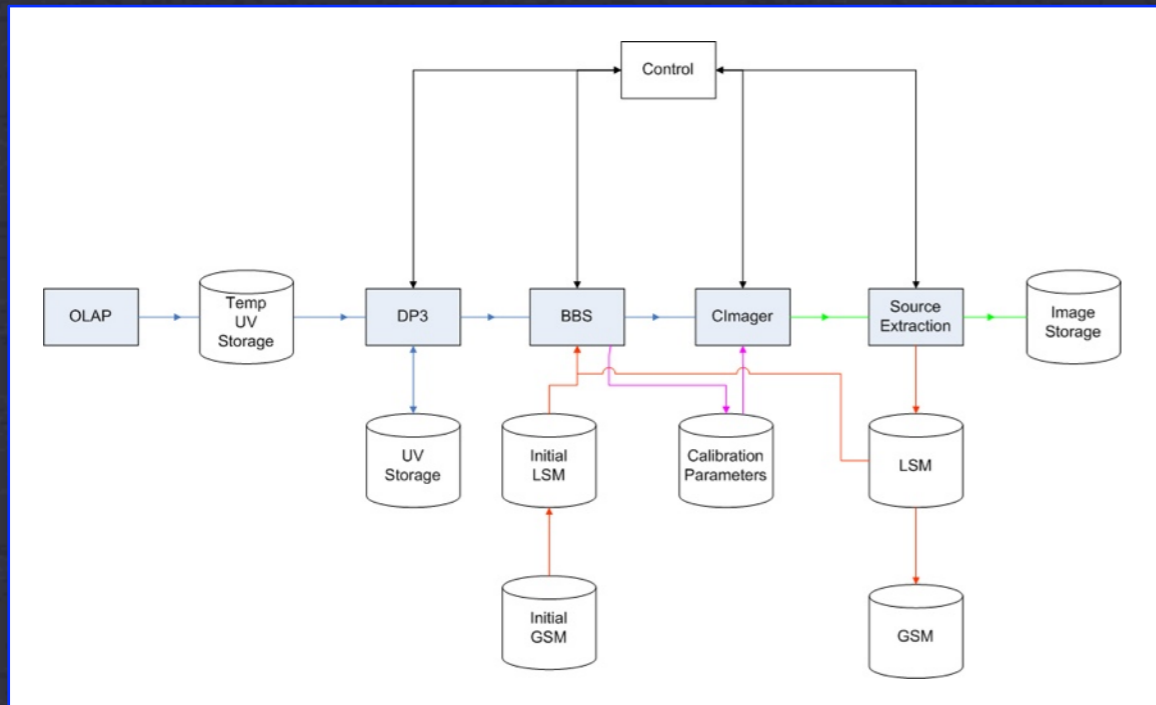 Control
OLAP
Temp
UV
Storage
DP3
BBS
CImager
Source
Extraction
Image
Storage
UV
Storage
Initial
LSM
Calibration
Parameters
LSM
Initial
GSM
GSM